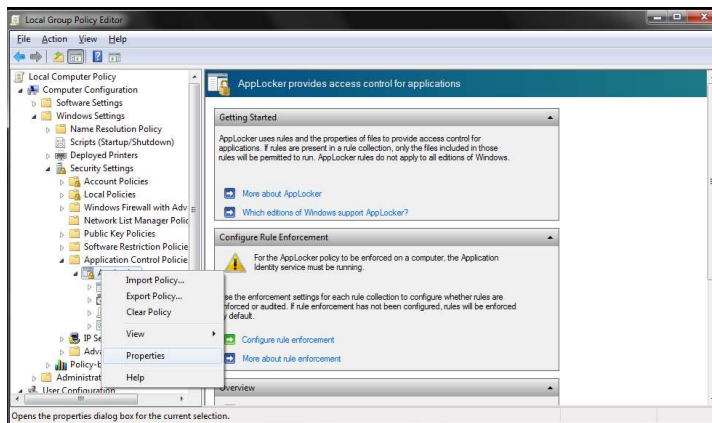 Local Group Policy Editor
File Action View Help
Local Computer Policy
Computer Configuration
Software Settings
Windows Settings
Name Resolution Policy
Scripts (Startup/Shutdown)
Deployed Printers
Security Settings
Account Policies
Local Policies
Windows Firewall with Adv
Network List Manager Polic
Public Key Policies
Software Restriction Policie
Application Control Policie
IP Se
Adva
Policy-b
Administrat
User Configuration
Import Policy...
Export Policy...
Clear Policy
View
Properties
Help
AppLocker provides access control for applications
Getting Started
AppLocker uses rules and the properties of files to provide access control for
applications. If rules are present in a rule collection, only the files included in those
rules will be permitted to run. AppLocker rules do not apply to all editions of Windows.
More about AppLocker
Which editions of Windows support AppLocker?
Configure Rule Enforcement
For the AppLocker policy to be enforced on a computer, the Application
Identity service must be running.
se the enforcement settings for each rule collection to configure whether rules are
nforced or audited. If rule enforcement has not been configured, rules will be enforced
y default.
Configure rule enforcement
More about rule enforcement
Overview
Opens the properties dialog box for the current selection.